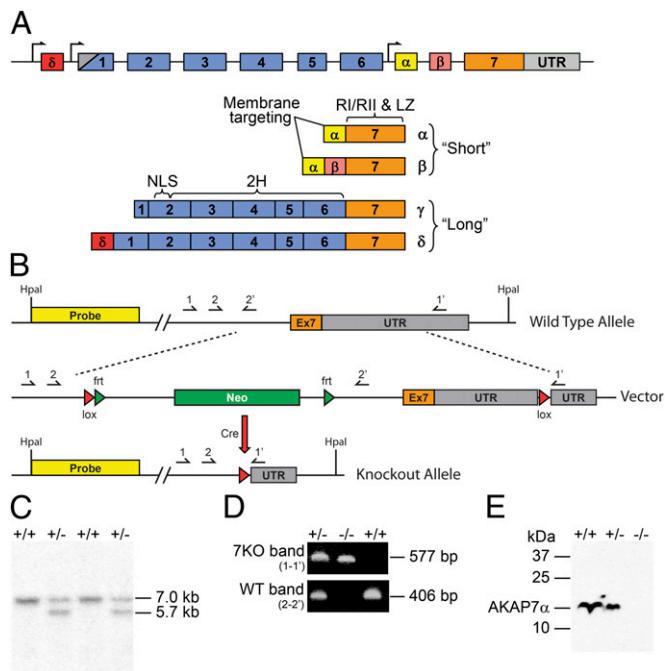 A
δ 1 2 3 4 5 6 α β 7 UTR
Membrane targeting
RI/RII & LZ
α 7 α
α β 7 β
"Short"
NLS 2H
1 2 3 4 5 6 7 γ
δ 1 2 3 4 5 6 7 δ
"Long"
B
HpaI HpaI
Probe 1 2 2' Ex7 UTR 1'
Wild Type Allele
1 2 lox frt Neo frt 2' Ex7 UTR lox UTR 1'
Vector
Cre
HpaI HpaI
Probe 1 2 1' UTR
Knockout Allele
C
+/+ +/- +/+ +/-
7.0 kb
5.7 kb
D
+/- -/- +/+
7KO band
(1-1')
577 bp
WT band
(2-2')
406 bp
E
kDa +/+ +/- -/-
37
25
AKAP7α
10